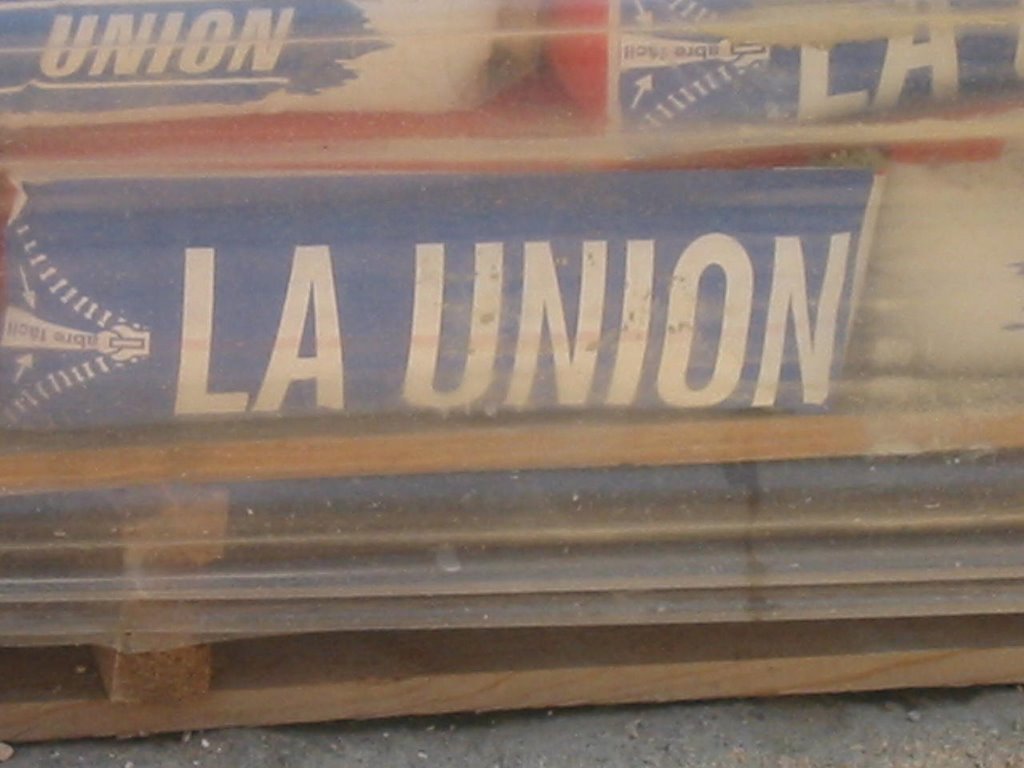 UNION
abre fácil
LA
LA UNION
abre fácil